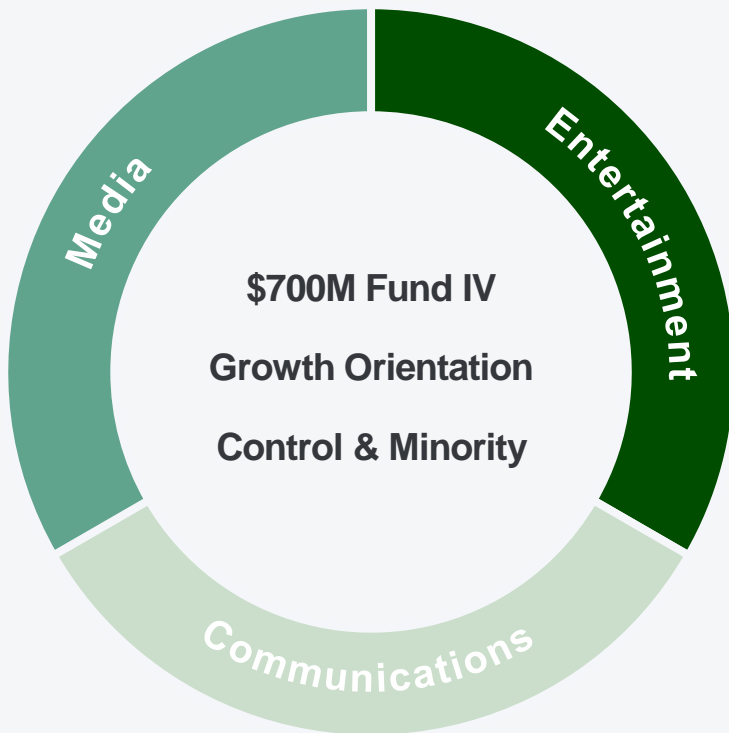 Media
Entertainment
$700M Fund IV
Growth Orientation
Control & Minority
Communications